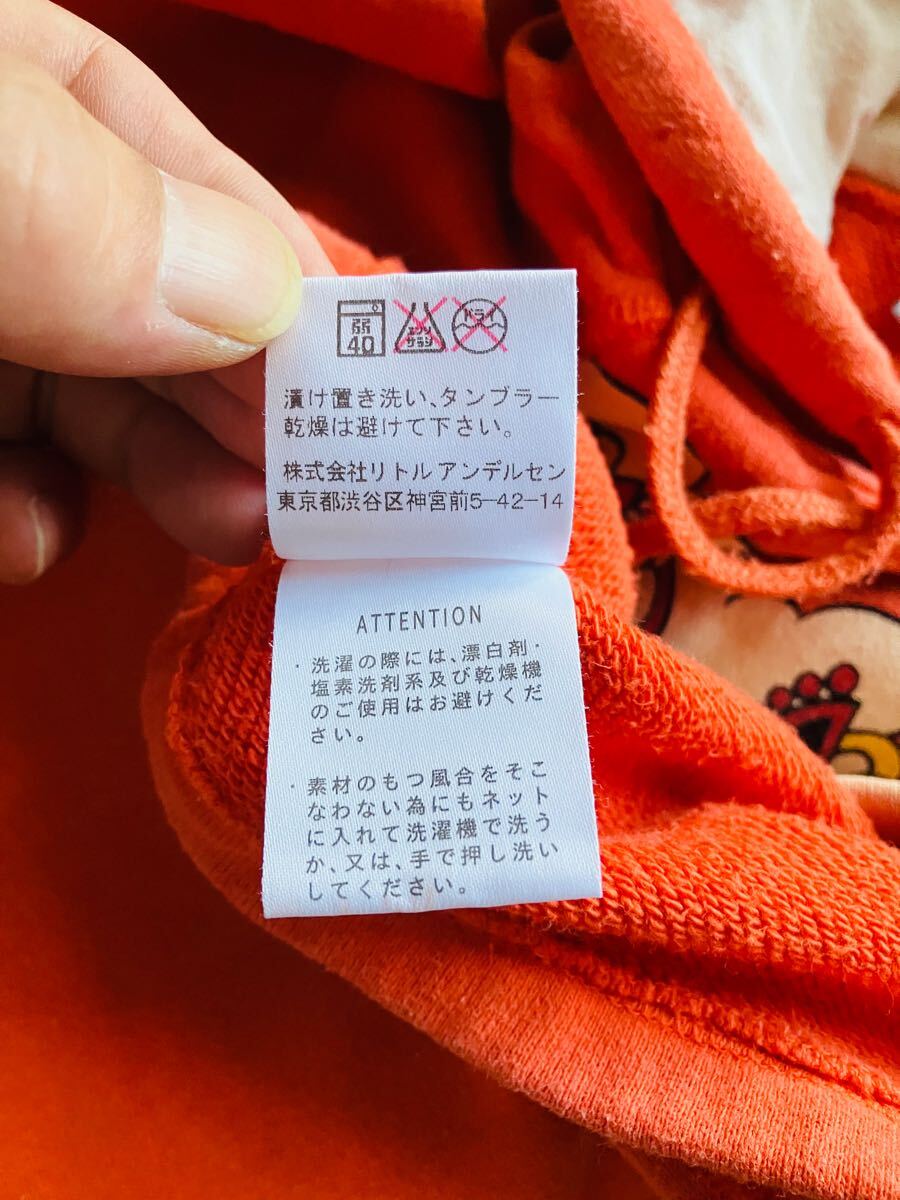 弱
40
エンソ
サラシ
ドライ
漬け置き洗い、タンブラー
乾燥は避けて下さい。
株式会社リトルアンデルセン
東京都渋谷区神宮前5-42-14
ATTENTION
・洗濯の際には、漂白剤・
塩素洗剤系及び乾燥機
のご使用はお避けくだ
さい。
・素材のもつ風合をそこ
なわない為にもネット
に入れて洗濯機で洗う
か、又は、手で押し洗い
してください。